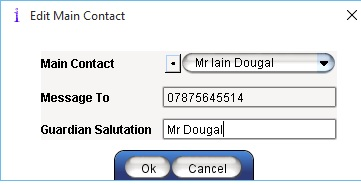 i Edit Main Contact
Main Contact Mr Iain Dougal
Message To 07875645514
Guardian Salutation Mr Dougal
Ok Cancel